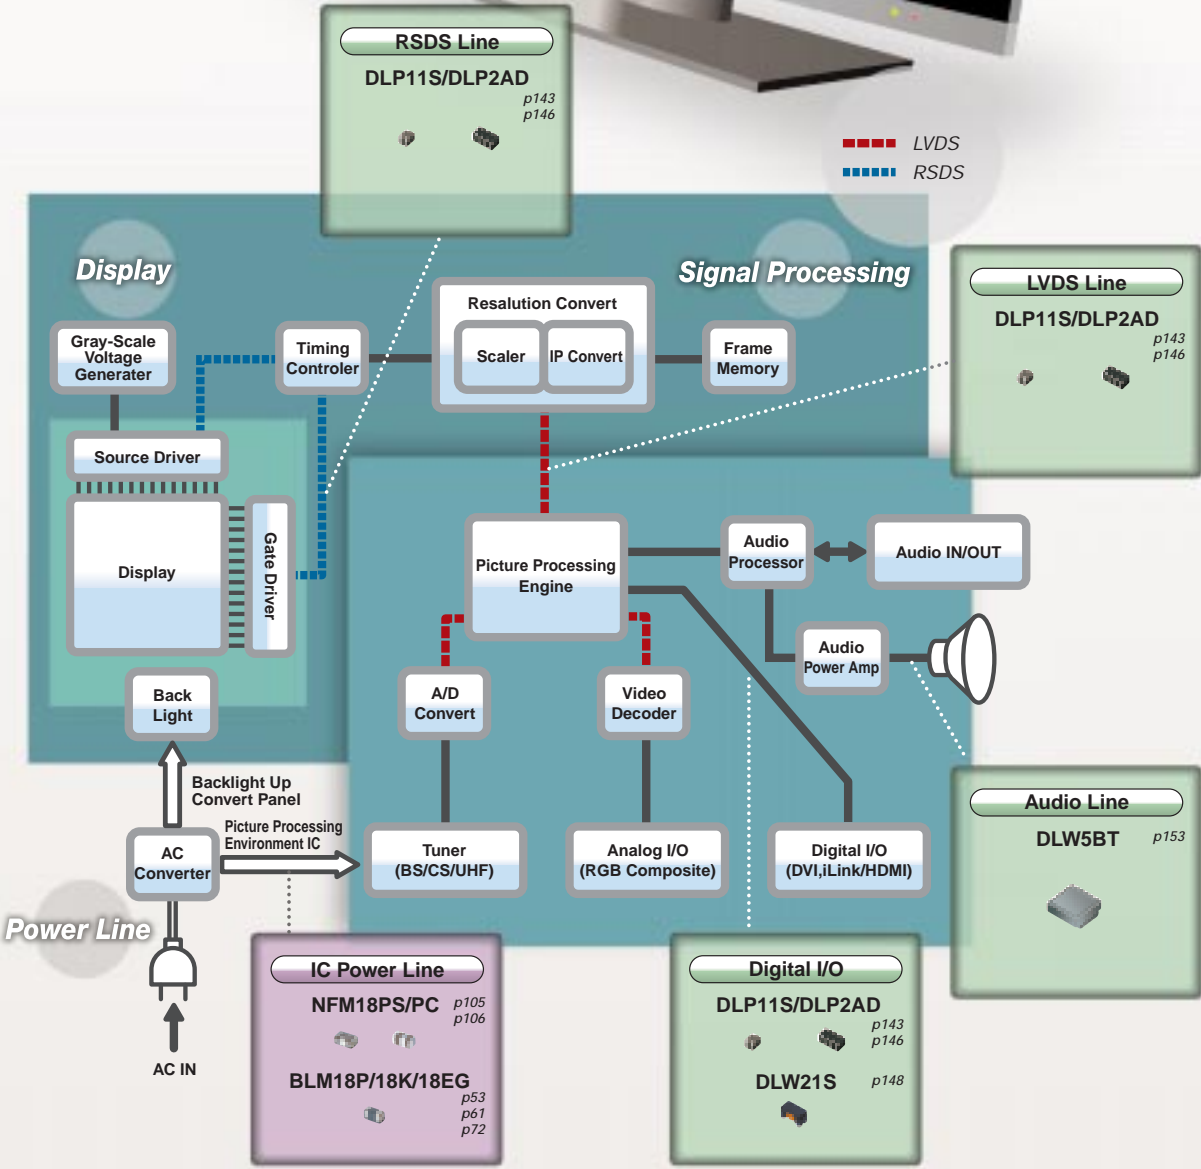 RSDS Line
DLP11S/DLP2AD
p143
p146
LVDS
RSDS
Display
Signal Processing
LVDS Line
DLP11S/DLP2AD
p143
p146
Gray-Scale
Voltage
Generater
Timing
Controler
Resalution Convert
Scaler
IP Convert
Frame
Memory
Source Driver
Display
Gate Driver
Picture Processing
Engine
Audio
Processor
Audio IN/OUT
Audio
Power Amp
Back
Light
A/D
Convert
Video
Decoder
Backlight Up
Convert Panel
Picture Processing
Environment IC
AC
Converter
Tuner
(BS/CS/UHF)
Analog I/O
(RGB Composite)
Digital I/O
(DVI,iLink/HDMI)
Audio Line
DLW5BT p153
Power Line
AC IN
IC Power Line
NFM18PS/PC p105
p106
BLM18P/18K/18EG
p53
p61
p72
Digital I/O
DLP11S/DLP2AD
p143
p146
DLW21S p148